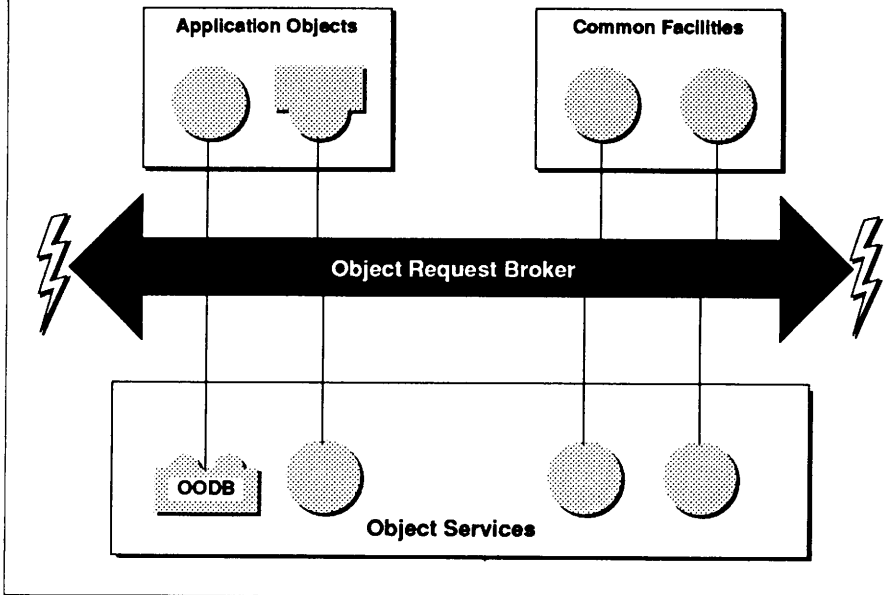 Application Objects
Common Facilities
Object Request Broker
OODB
Object Services